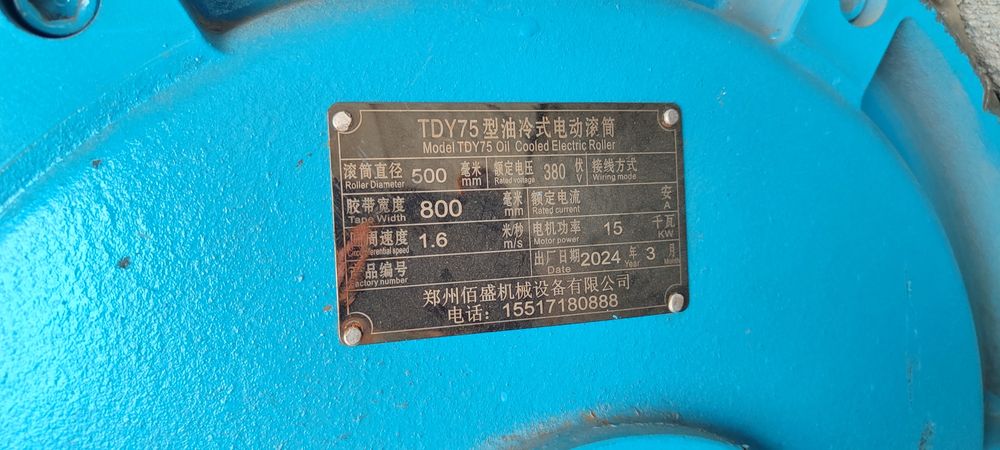 TDY75型油冷式电动滚筒
Model TDY75 Oil Cooled Electric Roller
滚筒直径 500 毫米 额定电压 380 伏 接线方式
Roller Diameter mm Rated voltage V Wiring mode
胶带宽度 800 毫米 额定电流 安
Tape Width mm Rated current A
周速度 1.6 米/秒 电机功率 15 千瓦
speed m/s Motor power KW
品编号 出厂日期 2024 年 3 月
Factory number Date Year
郑州佰盛机械设备有限公司
电话: 15517180888